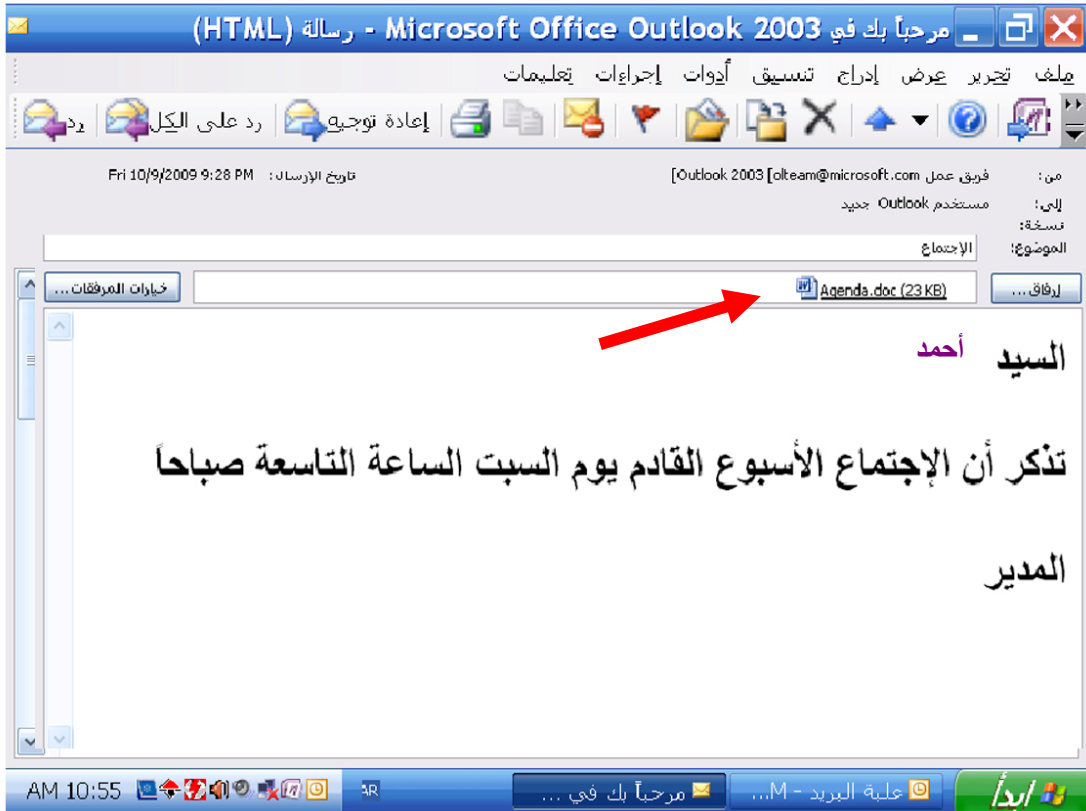 مرحباً بك في Microsoft Office Outlook 2003 - رسالة (HTML)
ملف تحرير عرض إدراج تنسيق أدوات إجراءات تعليمات
رد رد على الكل إعادة توجيه
من: فريق عمل Outlook 2003 [olteam@microsoft.com]
تاريخ الإرسال: Fri 10/9/2009 9:28 PM
إلى: مستخدم Outlook جديد
نسخة:
الموضوع: الإجتماع
إرفاق... Agenda.doc (23 KB) خيارات المرفقات...
السيد أحمد
تذكر أن الإجتماع الأسبوع القادم يوم السبت الساعة التاسعة صباحاً
المدير
ابدأ علبة البريد - M... مرحباً بك في ... AR 10:55 AM